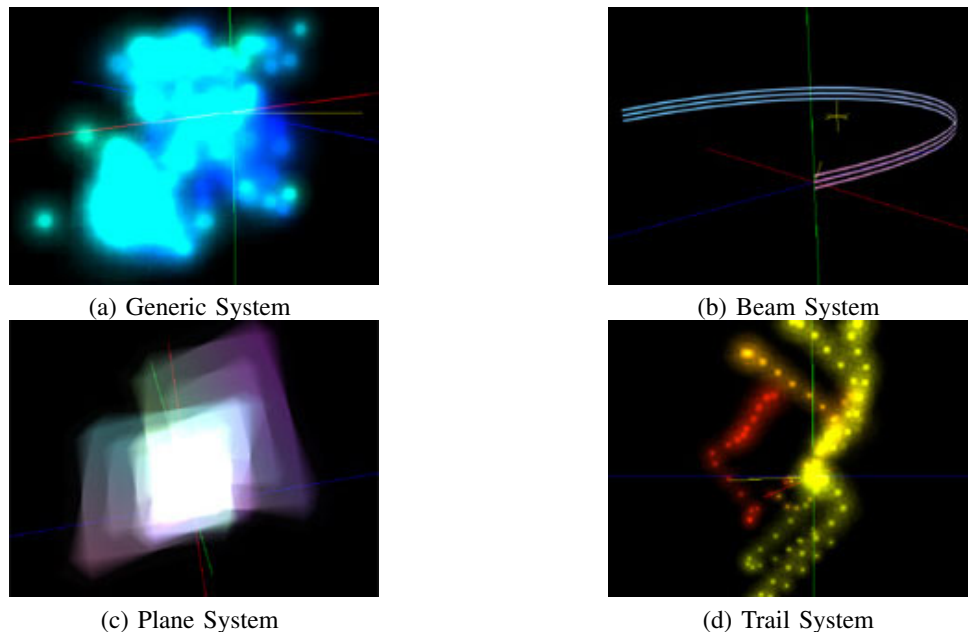 (a) Generic System
(b) Beam System
(c) Plane System
(d) Trail System